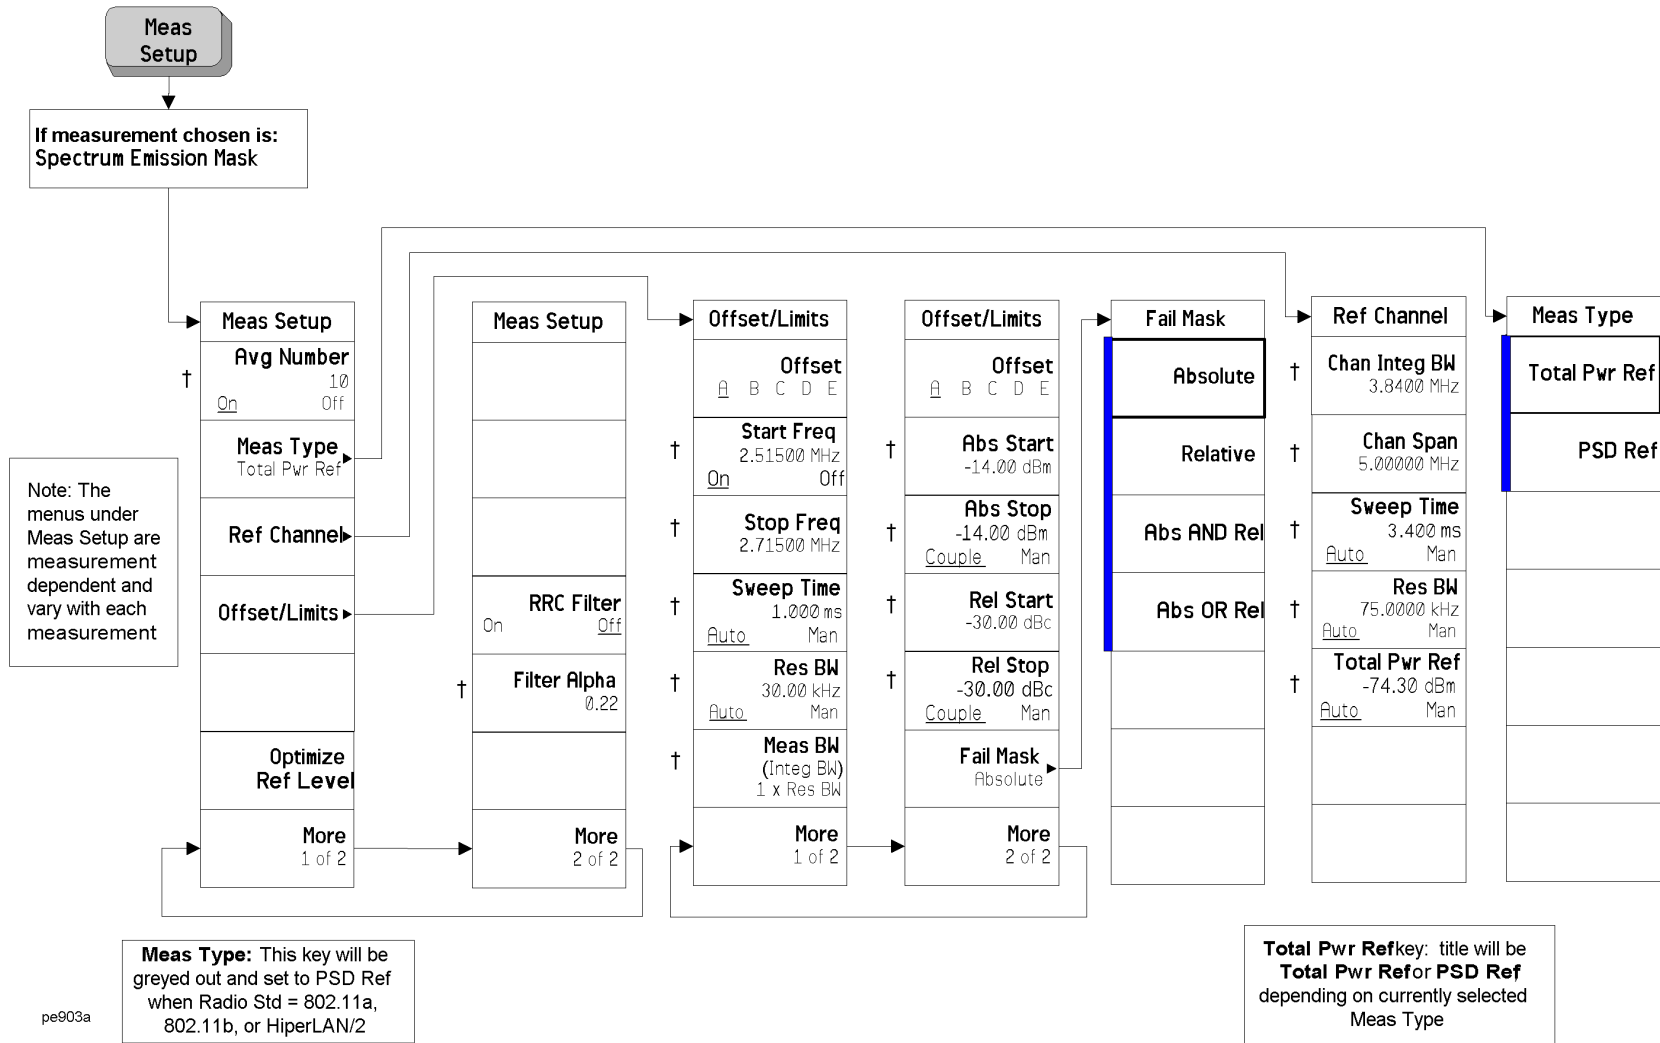 Meas
Setup
If measurement chosen is:
Spectrum Emission Mask
Note: The
menus under
Meas Setup are
measurement
dependent and
vary with each
measurement
Meas Setup
†
Avg Number
10
On Off
Meas Type
Total Pwr Ref
Ref Channel
Offset/Limits
Optimize
Ref Level
More
1 of 2
Meas Setup
RRC Filter
On Off
†
Filter Alpha
0.22
More
2 of 2
Offset/Limits
Offset
A B C D E
†
Start Freq
2.51500 MHz
On Off
†
Stop Freq
2.71500 MHz
†
Sweep Time
1.000 ms
Auto Man
†
Res BW
30.00 kHz
Auto Man
†
Meas BW
(Integ BW)
1 x Res BW
More
1 of 2
Offset/Limits
Offset
A B C D E
†
Abs Start
-14.00 dBm
†
Abs Stop
-14.00 dBm
Couple Man
†
Rel Start
-30.00 dBc
†
Rel Stop
-30.00 dBc
Couple Man
Fail Mask
Absolute
More
2 of 2
Fail Mask
Absolute
Relative
Abs AND Rel
Abs OR Rel
Ref Channel
†
Chan Integ BW
3.8400 MHz
†
Chan Span
5.00000 MHz
†
Sweep Time
3.400 ms
Auto Man
†
Res BW
75.0000 kHz
Auto Man
†
Total Pwr Ref
-74.30 dBm
Auto Man
Meas Type
Total Pwr Ref
PSD Ref
Meas Type: This key will be
greyed out and set to PSD Ref
when Radio Std = 802.11a,
802.11b, or HiperLAN/2
Total Pwr Refkey: title will be
Total Pwr Refor PSD Ref
depending on currently selected
Meas Type
pe903a